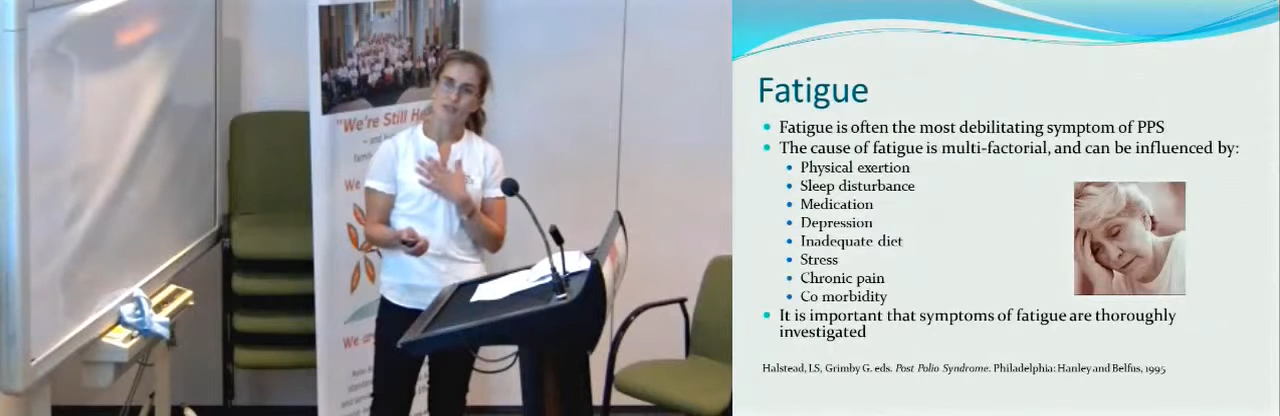 "We're Still H
We
We
Fatigue
Fatigue is often the most debilitating symptom of PPS
The cause of fatigue is multi-factorial, and can be influenced by:
Physical exertion
Sleep disturbance
Medication
Depression
Inadequate diet
Stress
Chronic pain
Co morbidity
It is important that symptoms of fatigue are thoroughly
investigated
Halstead, LS, Grimby G. eds. Post Polio Syndrome. Philadelphia: Hanley and Belfus, 1995